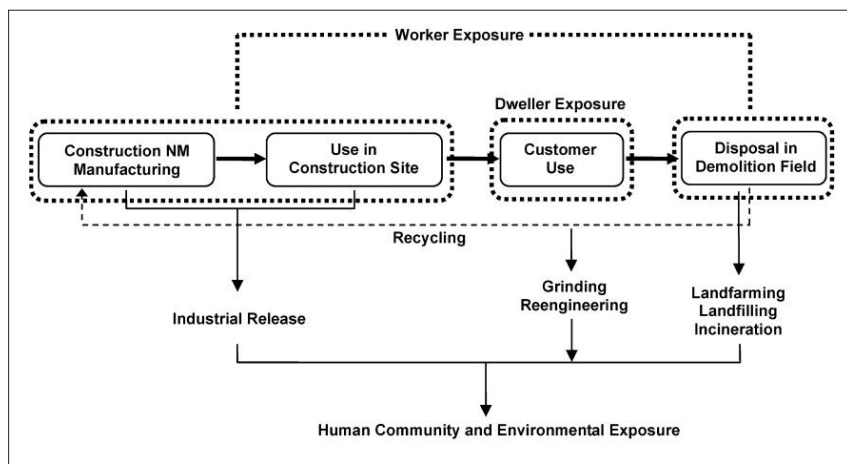 Worker Exposure
Dweller Exposure
Construction NM
Manufacturing
Use in
Construction Site
Customer
Use
Disposal in
Demolition Field
Recycling
Industrial Release
Grinding
Reengineering
Landfarming
Landfilling
Incineration
Human Community and Environmental Exposure